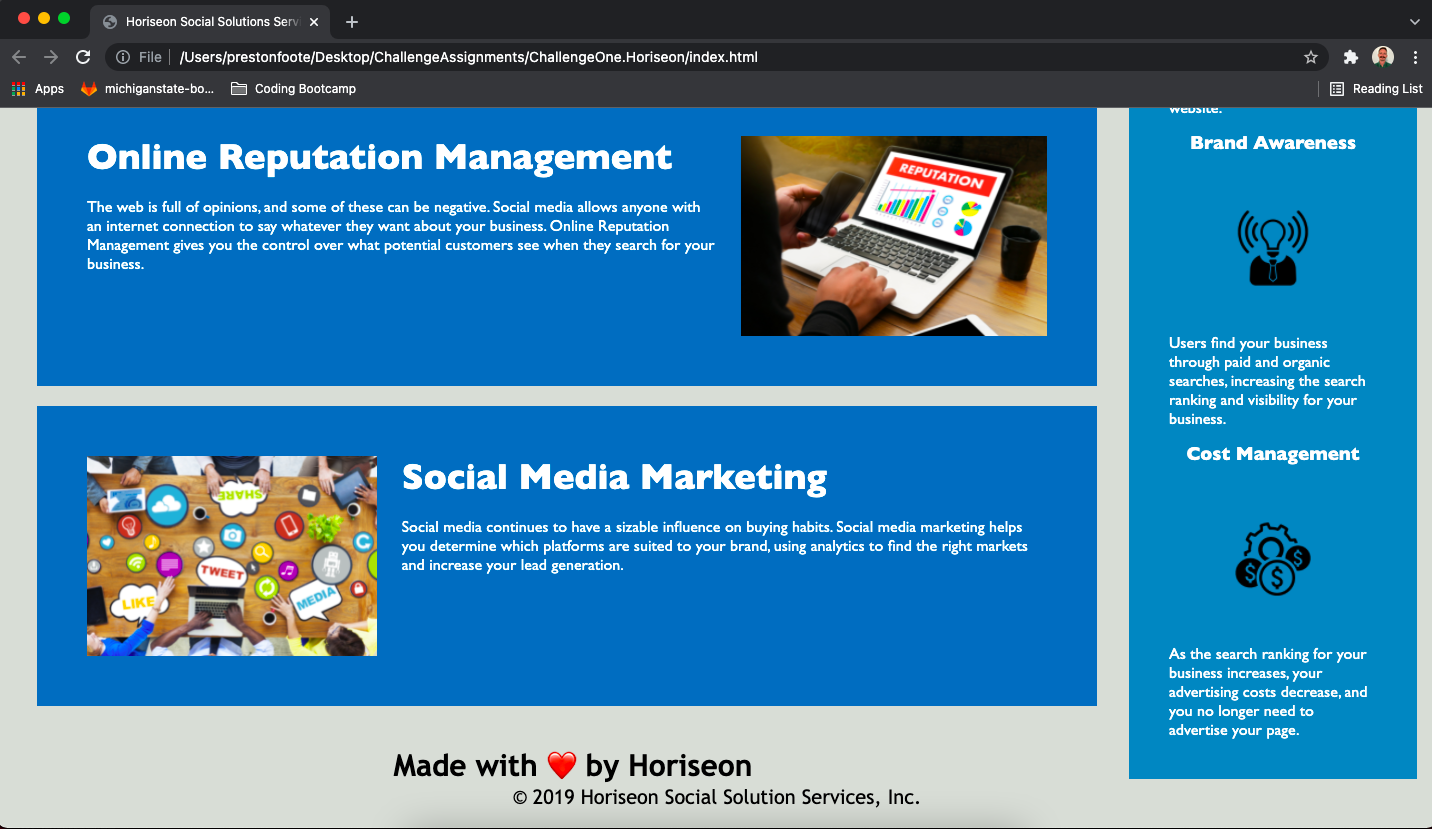 Horiseon Social Solutions Serv
File
/Users/prestonfoote/Desktop/ChallengeAssignments/ChallengeOne.Horiseon/index.html
Apps
michiganstate-bo...
Coding Bootcamp
Reading List
Online Reputation Management
The web is full of opinions, and some of these can be negative. Social media allows anyone with
an internet connection to say whatever they want about your business. Online Reputation
Management gives you the control over what potential customers see when they search for your
business.
REPUTATION
Social Media Marketing
Social media continues to have a sizable influence on buying habits. Social media marketing helps
you determine which platforms are suited to your brand, using analytics to find the right markets
and increase your lead generation.
SHARE
TWEET
LIKE
MEDIA
website.
Brand Awareness
Users find your business
through paid and organic
searches, increasing the search
ranking and visibility for your
business.
Cost Management
$
$
$
As the search ranking for your
business increases, your
advertising costs decrease, and
you no longer need to
advertise your page.
Made with ❤️ by Horiseon
© 2019 Horiseon Social Solution Services, Inc.